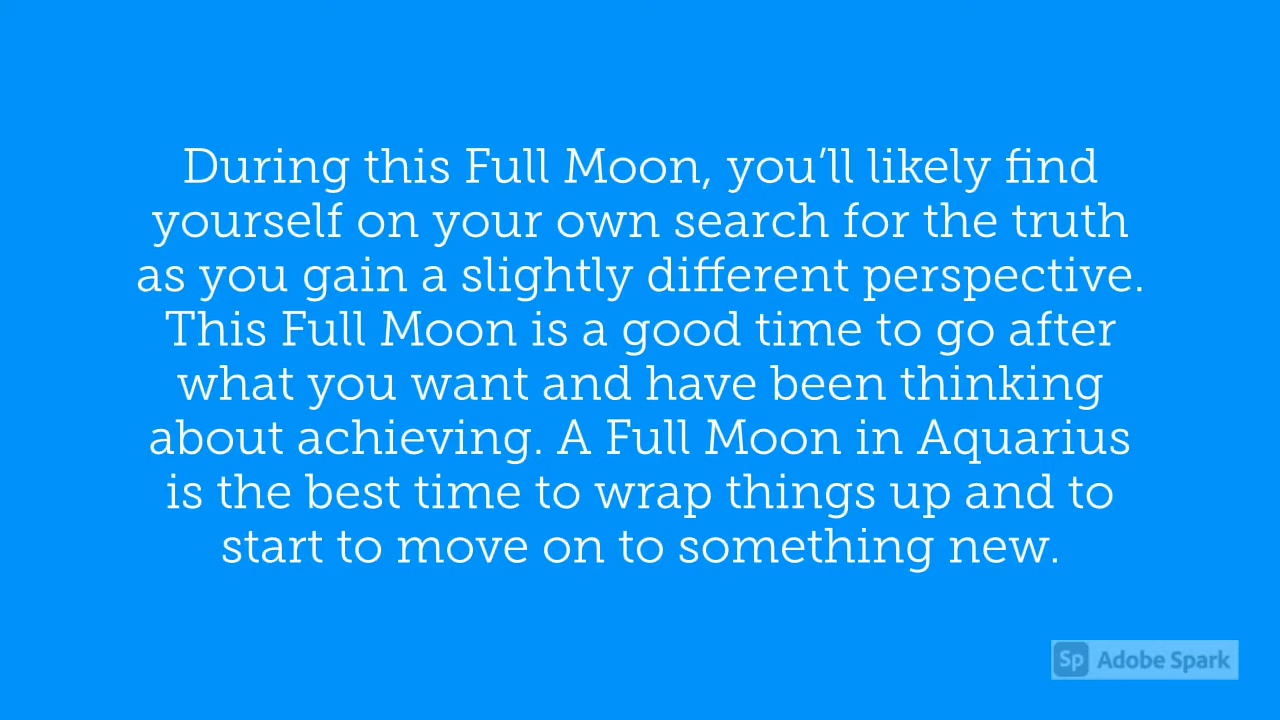 During this Full Moon, you’ll likely find
yourself on your own search for the truth
as you gain a slightly different perspective.
This Full Moon is a good time to go after
what you want and have been thinking
about achieving. A Full Moon in Aquarius
is the best time to wrap things up and to
start to move on to something new.
Sp Adobe Spark